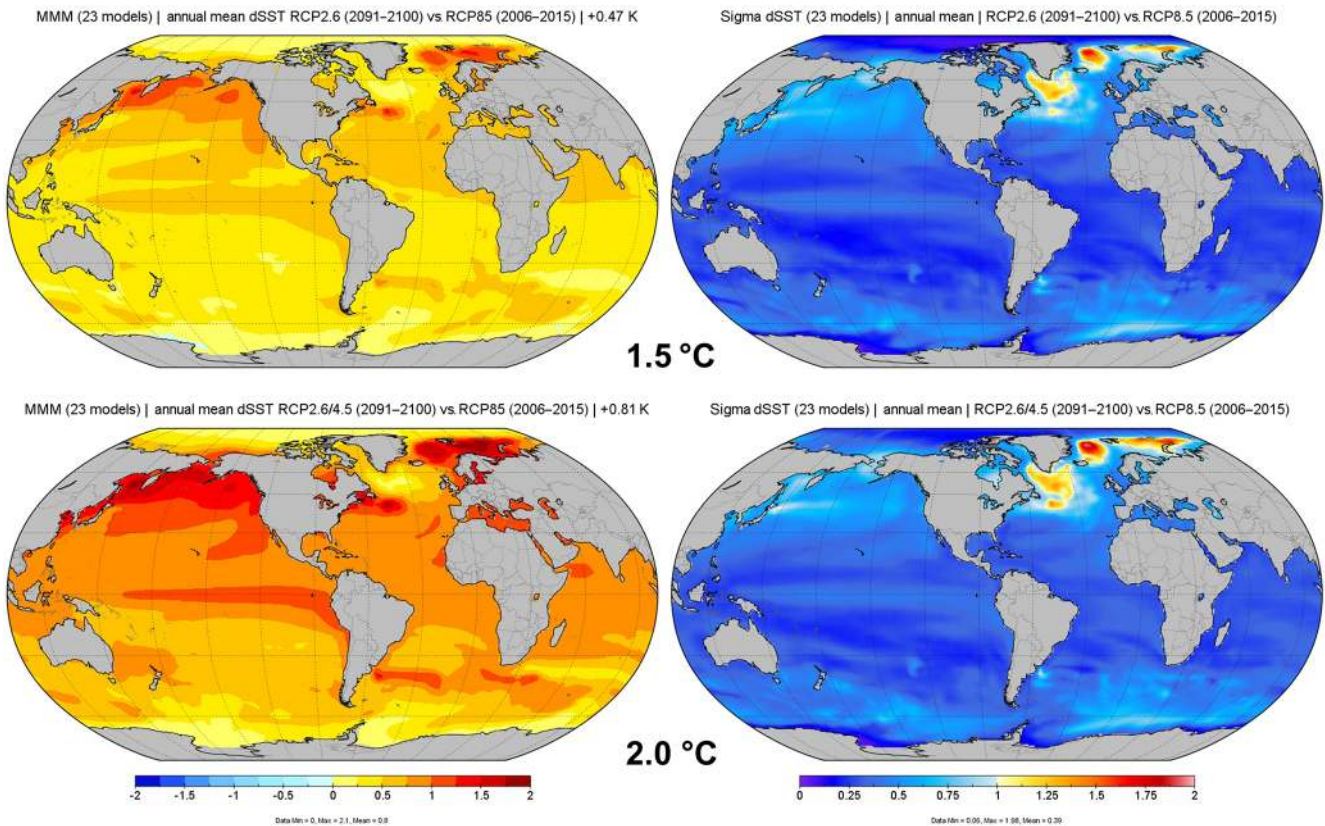 MMM (23 models) | annual mean dSST RCP2.6 (2091–2100) vs. RCP85 (2006–2015) | +0.47 K
Sigma dSST (23 models) | annual mean | RCP2.6 (2091–2100) vs. RCP8.5 (2006–2015)
1.5 °C
MMM (23 models) | annual mean dSST RCP2.6/4.5 (2091–2100) vs. RCP85 (2006–2015) | +0.81 K
Sigma dSST (23 models) | annual mean | RCP2.6/4.5 (2091–2100) vs. RCP8.5 (2006–2015)
2.0 °C
-2 -1.5 -1 -0.5 0 0.5 1 1.5 2
0 0.25 0.5 0.75 1 1.25 1.5 1.75 2
Data Min = 0, Max = 2.1, Mean = 0.8
Data Min = 0.06, Max = 1.98, Mean = 0.39